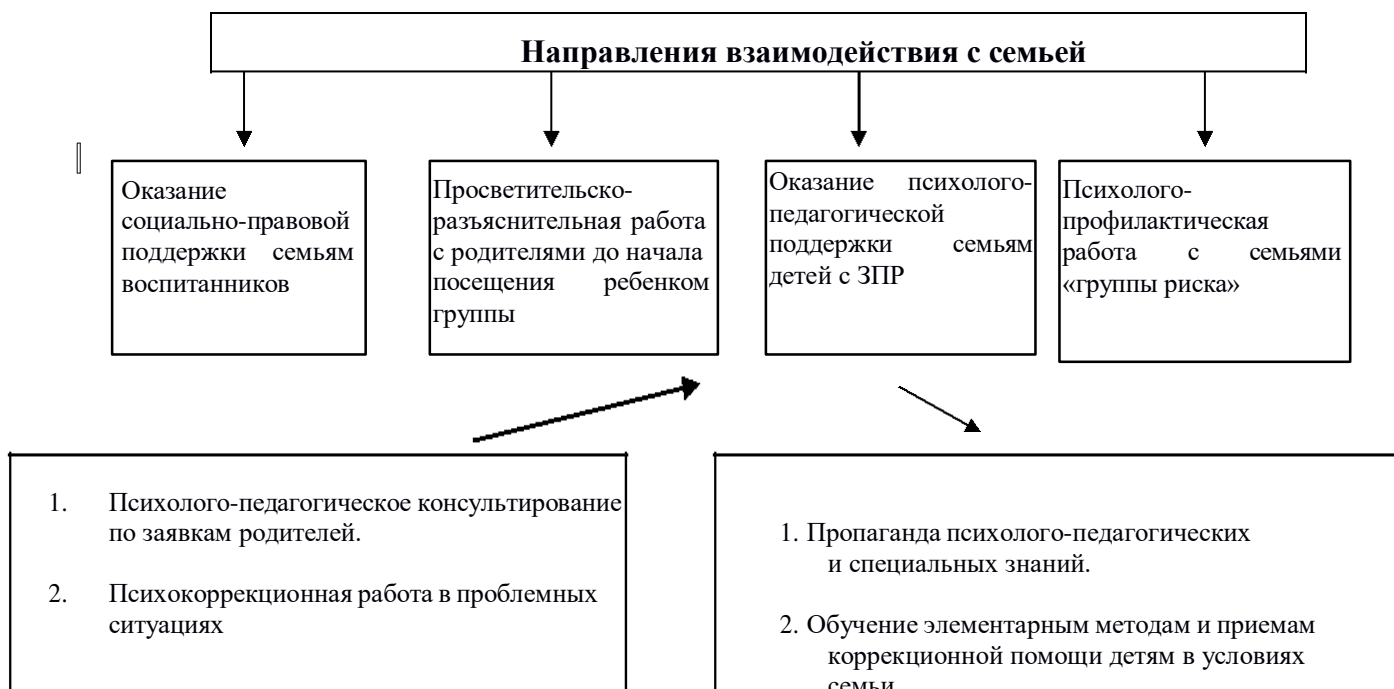 Направления взаимодействия с семьей
Оказание
социально-правовой
поддержки семьям
воспитанников
Просветительско-
разъяснительная работа
с родителями до начала
посещения ребенком
группы
Оказание психолого-
педагогической
поддержки семьям
детей с ЗПР
Психолого-
профилактическая
работа с семьями
«группы риска»
1. Психолого-педагогическое консультирование
по заявкам родителей.
2. Психокоррекционная работа в проблемных
ситуациях
1. Пропаганда психолого-педагогических
и специальных знаний.
2. Обучение элементарным методам и приемам
коррекционной помощи детям в условиях
семьи